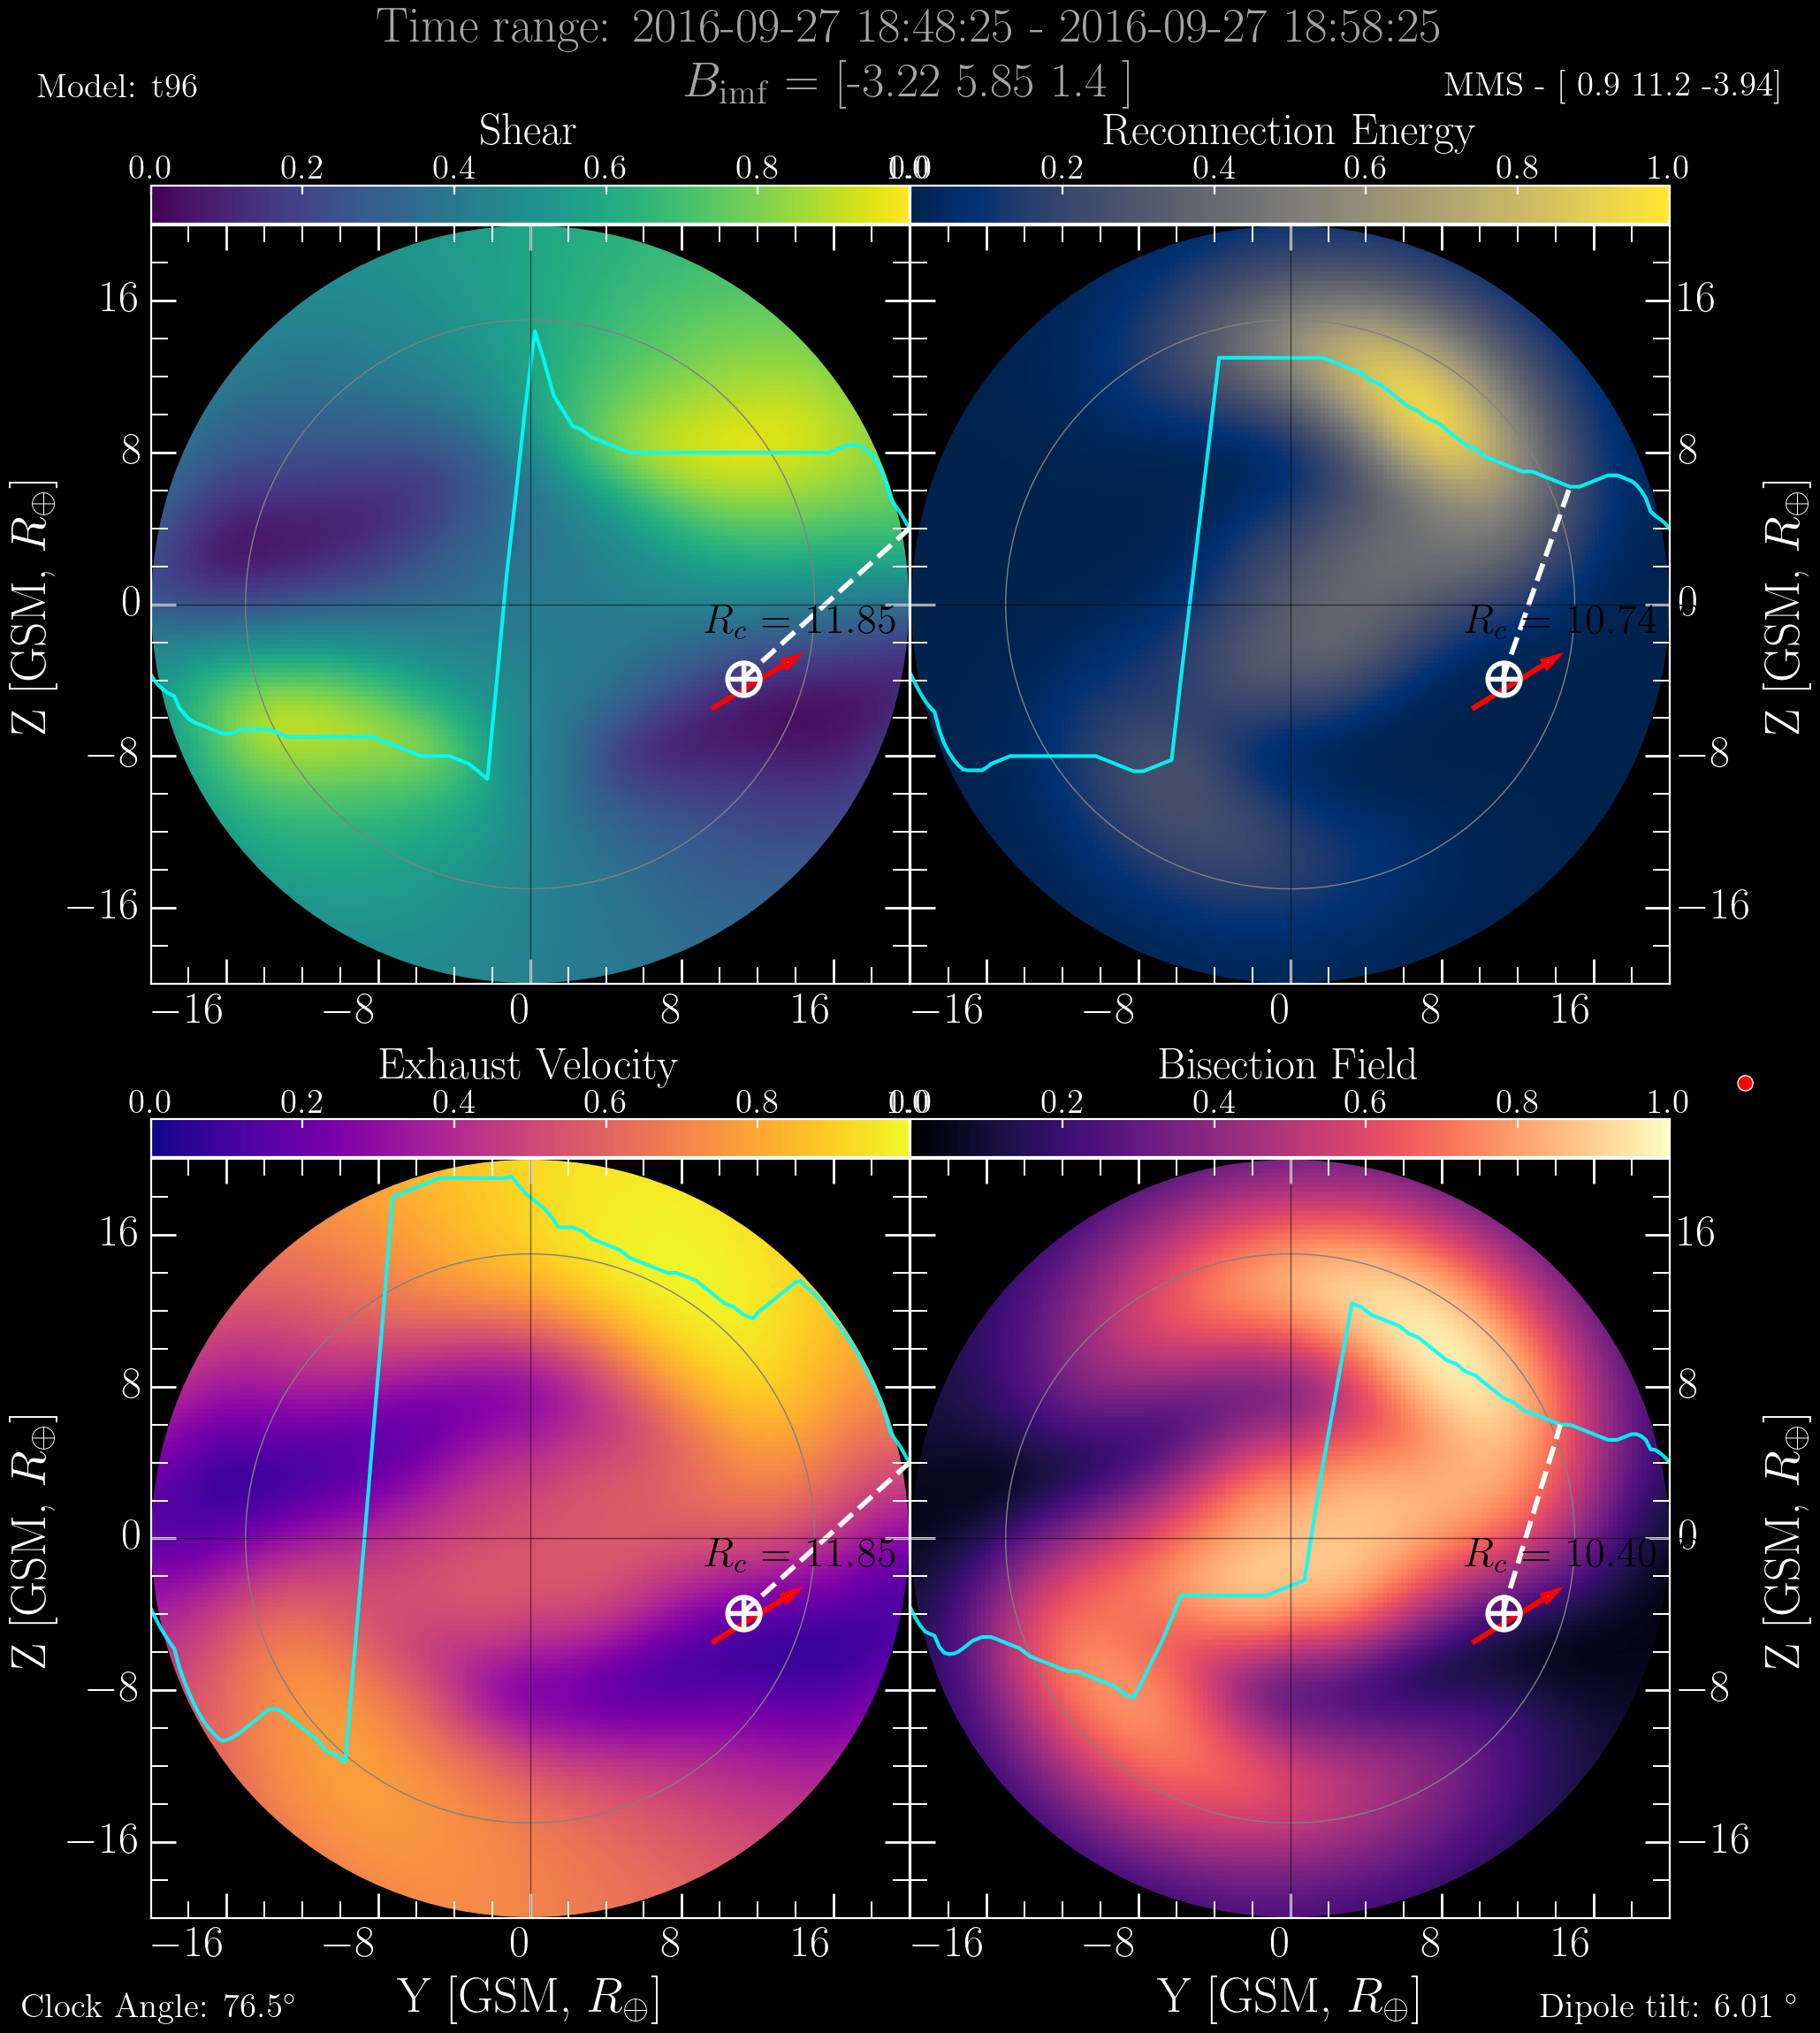 Time range: 2016-09-27 18:48:25 - 2016-09-27 18:58:25
Model: t96
B_imf = [-3.22 5.85 1.4 ]
MMS - [ 0.9 11.2 -3.94]
Shear
Reconnection Energy
0.0 0.2 0.4 0.6 0.8 1.0
0.0 0.2 0.4 0.6 0.8 1.0
16
8
0
−8
−16
Z [GSM, R⊕]
R_c = 11.85
R_c = 10.74
16
8
0
−8
−16
Z [GSM, R⊕]
−16 −8 0 8 16
−16 −8 0 8 16
Exhaust Velocity
Bisection Field
0.0 0.2 0.4 0.6 0.8 1.0
0.0 0.2 0.4 0.6 0.8 1.0
16
8
0
−8
−16
Z [GSM, R⊕]
R_c = 11.85
R_c = 10.40
16
8
0
−8
−16
Z [GSM, R⊕]
−16 −8 0 8 16
−16 −8 0 8 16
Y [GSM, R⊕]
Y [GSM, R⊕]
Clock Angle: 76.5°
Dipole tilt: 6.01 °